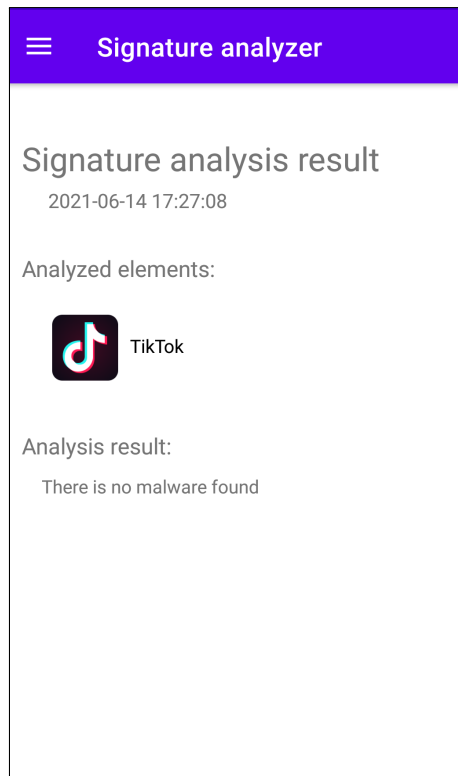 Signature analyzer
Signature analysis result
2021-06-14 17:27:08
Analyzed elements:
TikTok
Analysis result:
There is no malware found